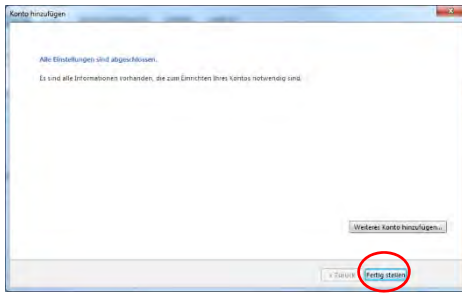 Konto hinzufügen
Alle Einstellungen sind abgeschlossen.
Es sind alle Informationen vorhanden, die zum Einrichten Ihres Kontos notwendig sind.
Weiteres Konto hinzufügen...
< Zurück
Fertig stellen